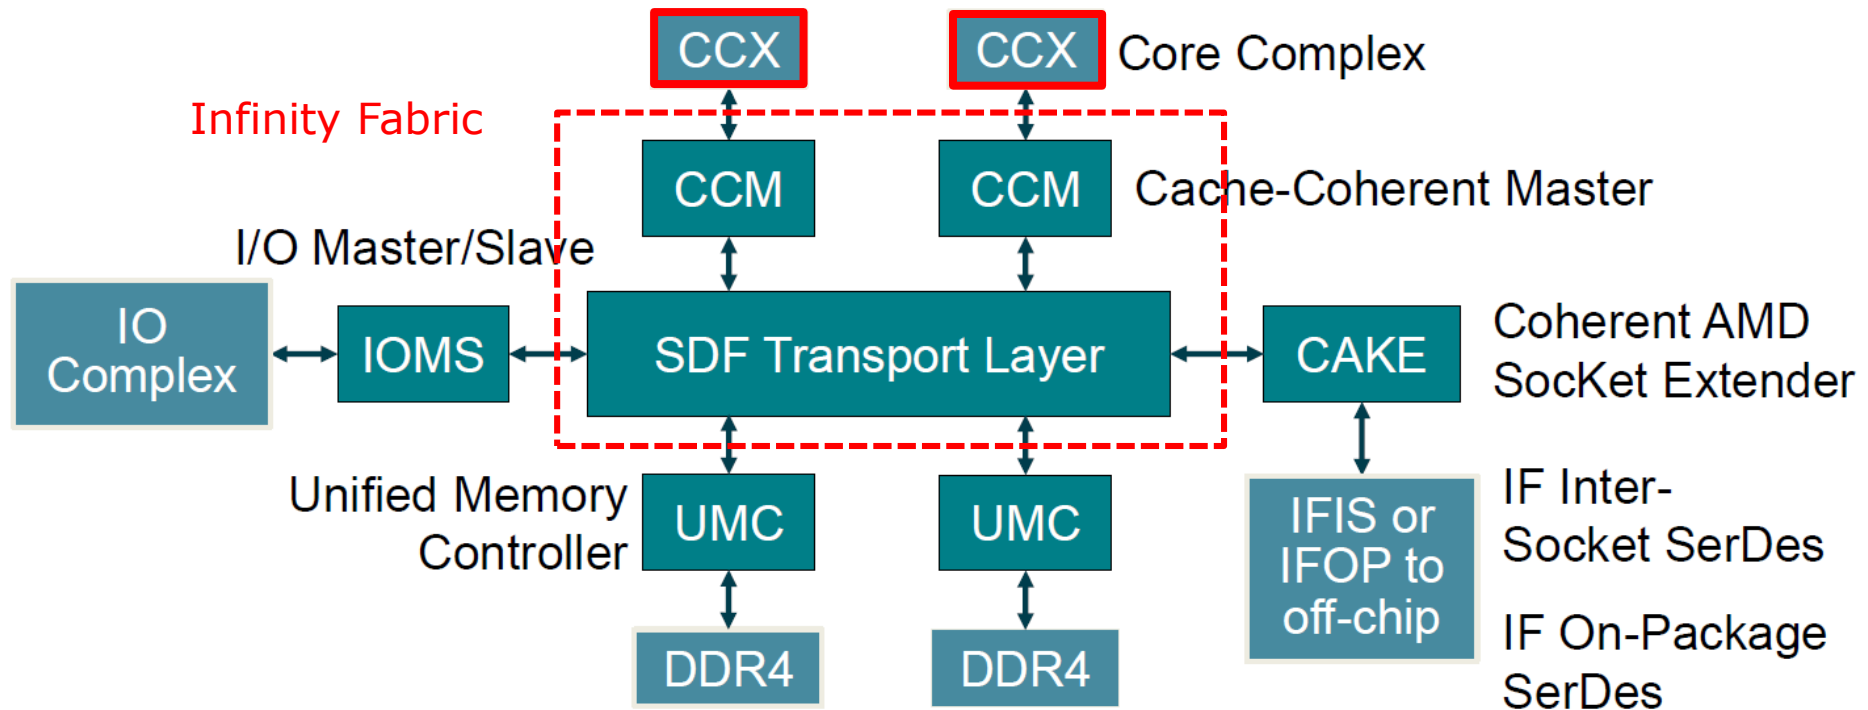 CCX
CCX
Core Complex
Infinity Fabric
CCM
CCM
Cache-Coherent Master
I/O Master/Slave
IO
Complex
IOMS
SDF Transport Layer
CAKE
Coherent AMD
SocKet Extender
Unified Memory
Controller
UMC
UMC
IFIS or
IFOP to
off-chip
IF Inter-
Socket SerDes
IF On-Package
SerDes
DDR4
DDR4